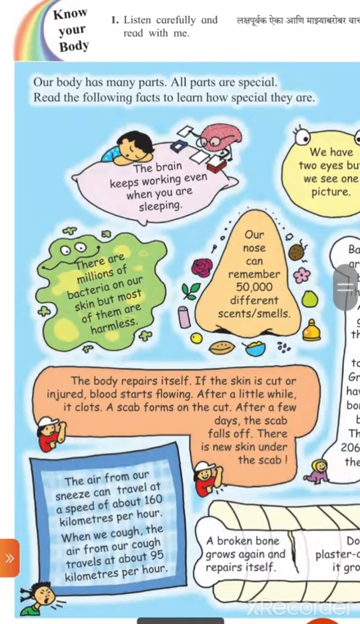 Know
your
Body
1. Listen carefully and
read with me.
लक्षपूर्वक ऐका आणि माझ्याबरोबर
Our body has many parts. All parts are special.
Read the following facts to learn how special they are.
The brain
keeps working even
when you are
sleeping.
We have
two eyes bu
we see one
picture.
There are
millions of
bacteria on our
skin but most
of them are
harmless.
Our
nose
can
remember
50,000
different
scents/smells.
The body repairs itself. If the skin is cut or
injured, blood starts flowing. After a little while,
it clots. A scab forms on the cut. After a few
days, the scab
falls off. There
is new skin under
the scab !
206
the
The air from our
sneeze can travel at
a speed of about 160
kilometres per hour.
When we cough, the
air from our cough
travels at about 95
kilometres per hour.
A broken bone
grows again and
repairs itself.
Do
plaster-
it gro
XRecorder